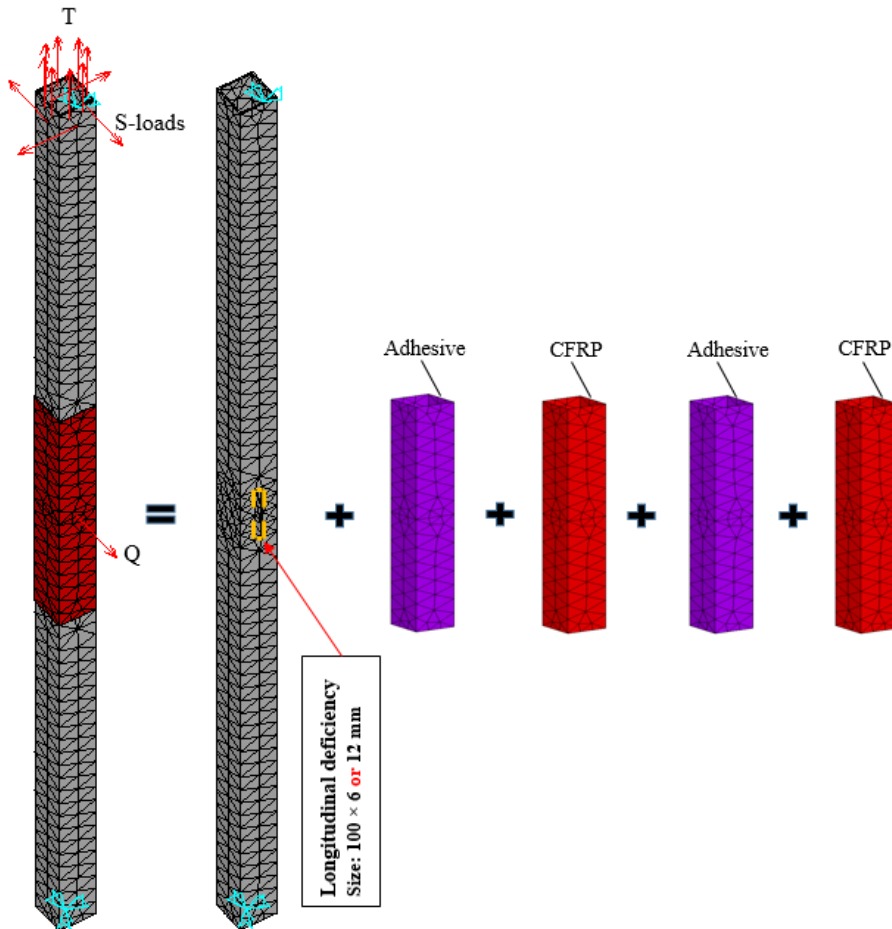 T
S-loads
Adhesive
CFRP
Adhesive
CFRP
=
+
+
+
+
Q
Longitudinal deficiency
Size: 100 × 6 or 12 mm